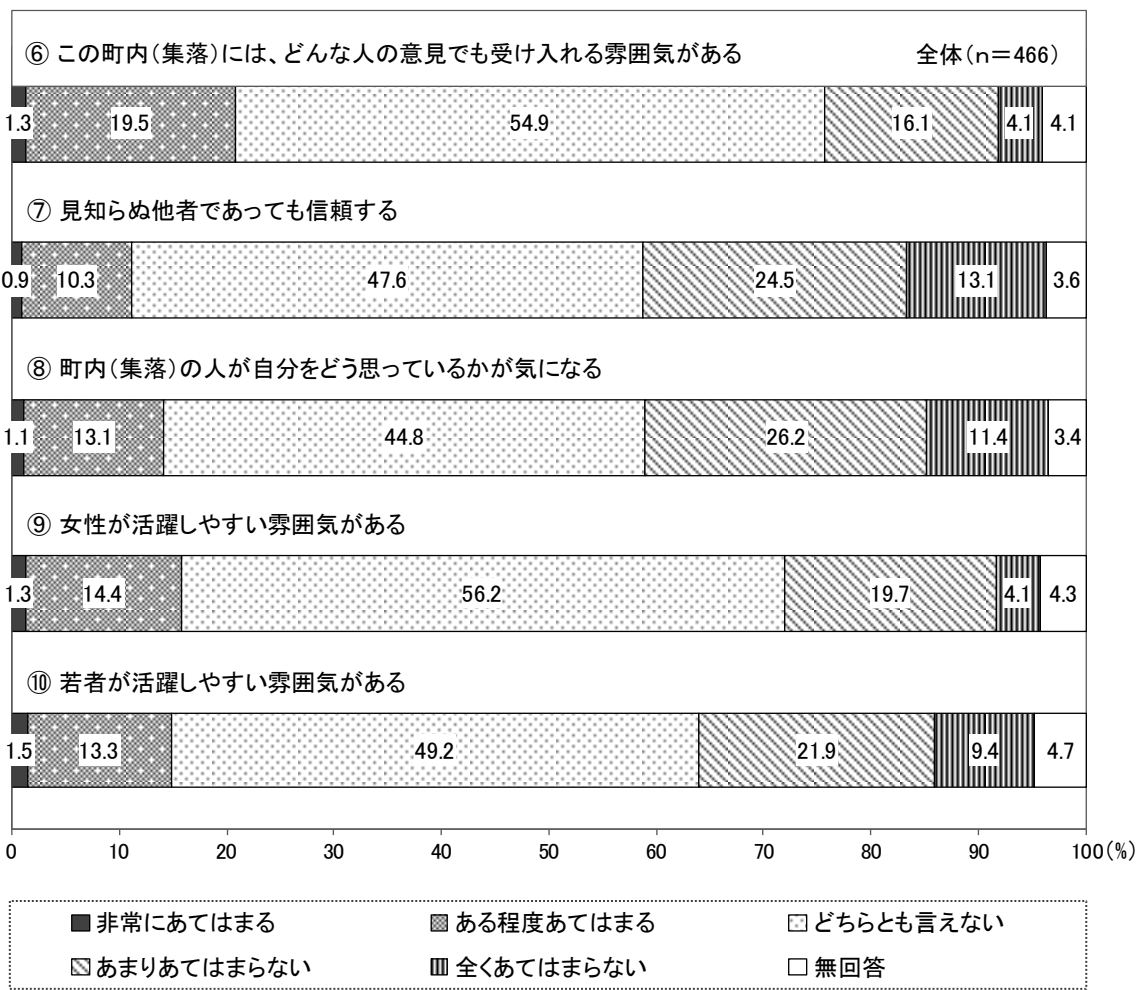 ⑥ この町内（集落）には、どんな人の意見でも受け入れる雰囲気がある 全体（n＝466）
1.3 19.5 54.9 16.1 4.1 4.1
⑦ 見知らぬ他者であっても信頼する
0.9 10.3 47.6 24.5 13.1 3.6
⑧ 町内（集落）の人が自分をどう思っているかが気になる
1.1 13.1 44.8 26.2 11.4 3.4
⑨ 女性が活躍しやすい雰囲気がある
1.3 14.4 56.2 19.7 4.1 4.3
⑩ 若者が活躍しやすい雰囲気がある
1.5 13.3 49.2 21.9 9.4 4.7
0 10 20 30 40 50 60 70 80 90 100(%)
非常にあてはまる ある程度あてはまる どちらとも言えない
あまりあてはまらない 全くあてはまらない 無回答